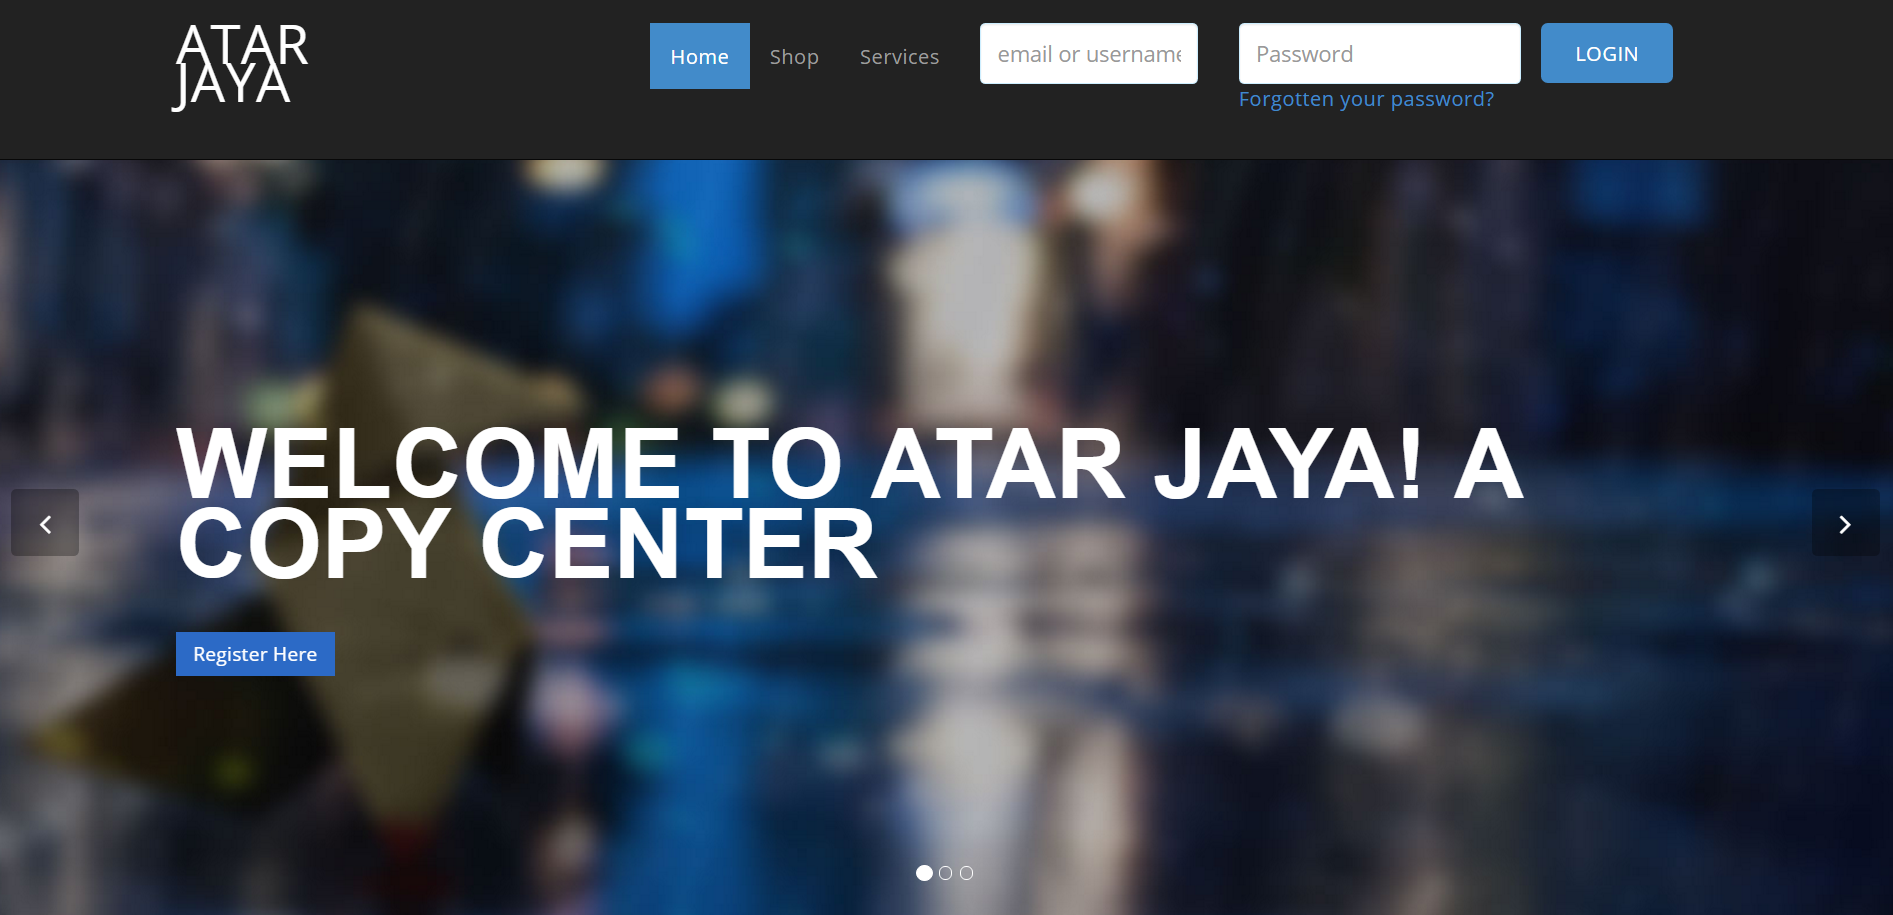 ATAR
JAYA
Home
Shop
Services
email or username
Password
LOGIN
Forgotten your password?
WELCOME TO ATAR JAYA! A
COPY CENTER
Register Here